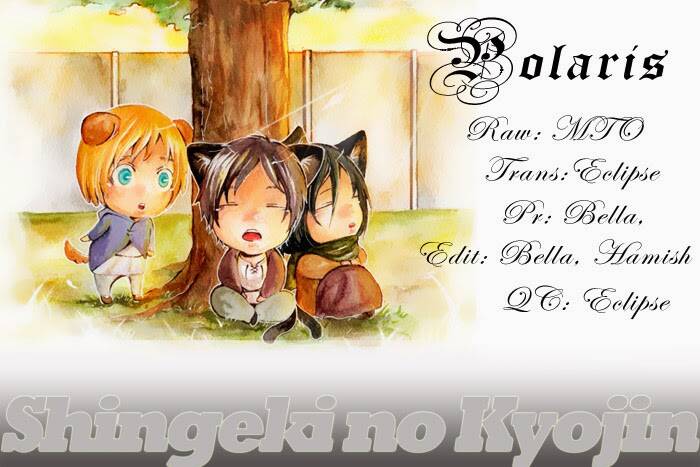 Polaris
Raw: MTO
Trans: Eclipse
Pr: Bella,
Edit: Bella, Hamish
QC: Eclipse
Shingeki no Kyojin